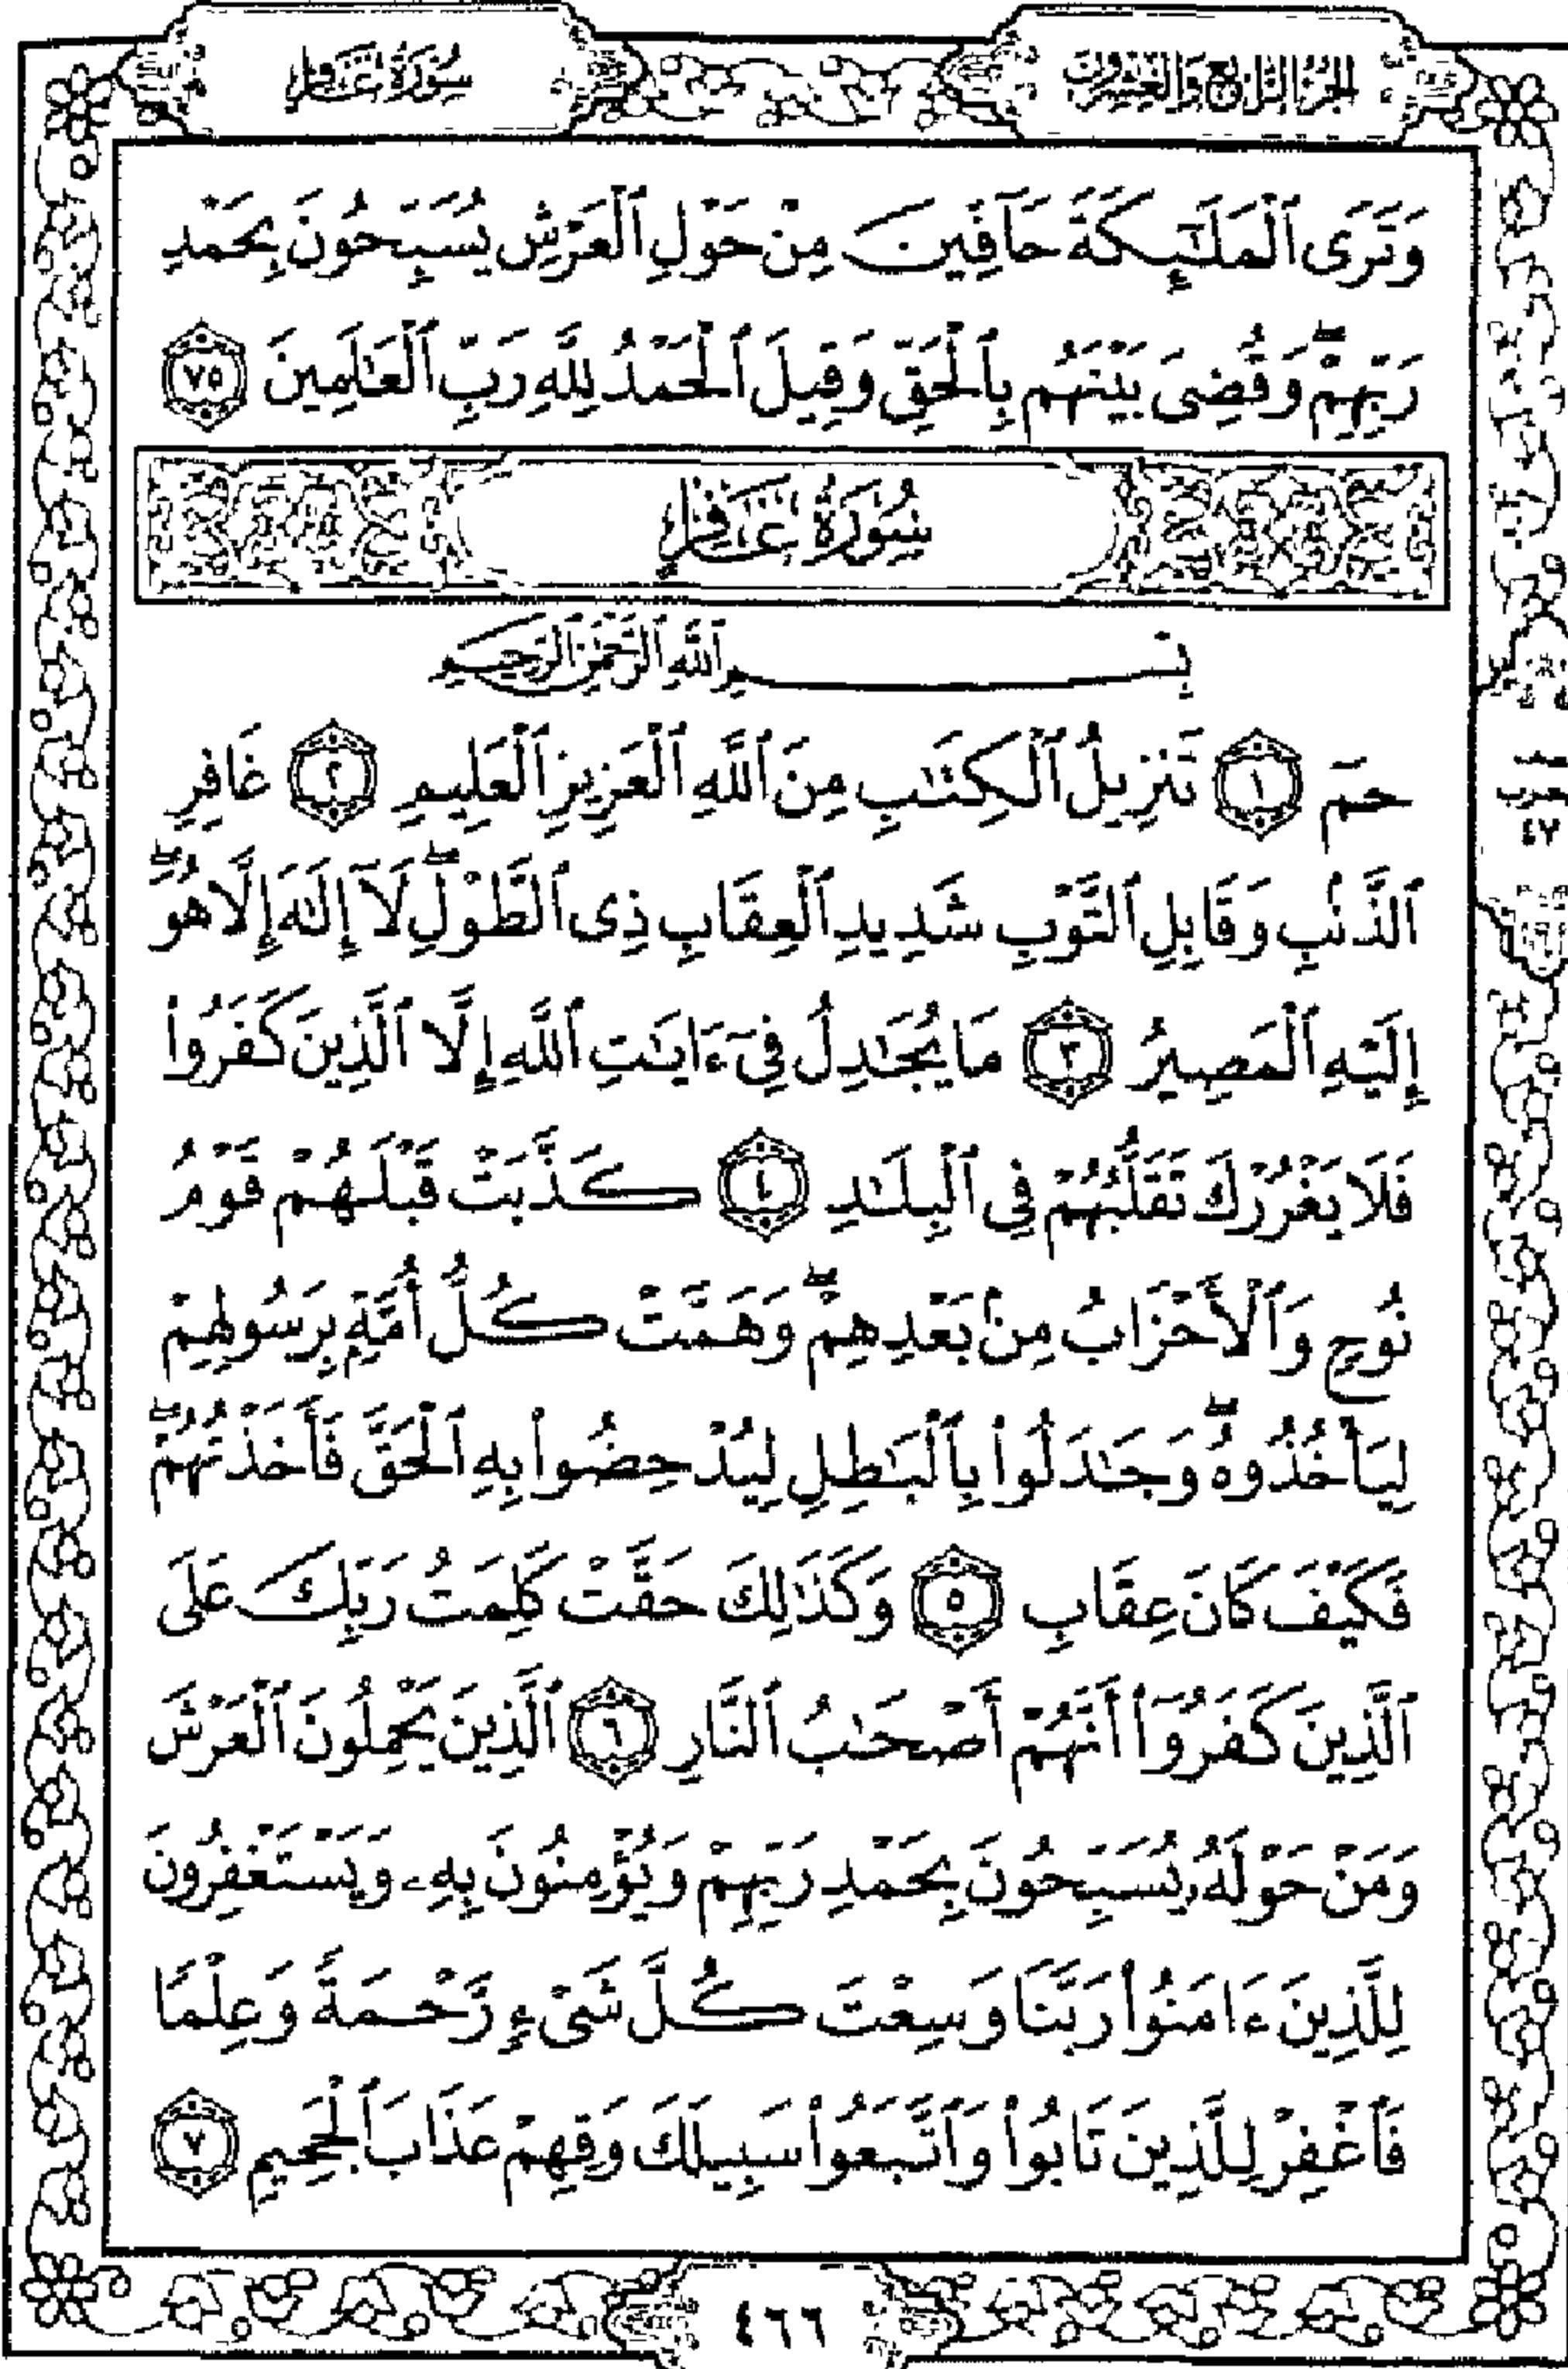 الجزء الرابع والعشرون
سورة غافر
وَتَرَى ٱلْمَلَٰٓئِكَةَ حَآفِّينَ مِنْ حَوْلِ ٱلْعَرْشِ يُسَبِّحُونَ بِحَمْدِ
رَبِّهِمْۖ وَقُضِىَ بَيْنَهُم بِٱلْحَقِّ وَقِيلَ ٱلْحَمْدُ لِلَّهِ رَبِّ ٱلْعَٰلَمِينَ ٧٥
سُورَةُ غَافِرٍ
بِسْمِ ٱللَّهِ ٱلرَّحْمَٰنِ ٱلرَّحِيمِ
حمٓ ١ تَنزِيلُ ٱلْكِتَٰبِ مِنَ ٱللَّهِ ٱلْعَزِيزِ ٱلْعَلِيمِ ٢ غَافِرِ
ٱلذَّنۢبِ وَقَابِلِ ٱلتَّوْبِ شَدِيدِ ٱلْعِقَابِ ذِى ٱلطَّوْلِۖ لَآ إِلَٰهَ إِلَّا هُوَۖ
إِلَيْهِ ٱلْمَصِيرُ ٣ مَا يُجَٰدِلُ فِىٓ ءَايَٰتِ ٱللَّهِ إِلَّا ٱلَّذِينَ كَفَرُوا۟
فَلَا يَغْرُرْكَ تَقَلُّبُهُمْ فِى ٱلْبِلَٰدِ ٤ كَذَّبَتْ قَبْلَهُمْ قَوْمُ
نُوحٍ وَٱلْأَحْزَابُ مِنۢ بَعْدِهِمْۖ وَهَمَّتْ كُلُّ أُمَّةٍۭ بِرَسُولِهِمْ
لِيَأْخُذُوهُۖ وَجَٰدَلُوا۟ بِٱلْبَٰطِلِ لِيُدْحِضُوا۟ بِهِ ٱلْحَقَّ فَأَخَذْتُهُمْۖ
فَكَيْفَ كَانَ عِقَابِ ٥ وَكَذَٰلِكَ حَقَّتْ كَلِمَتُ رَبِّكَ عَلَى
ٱلَّذِينَ كَفَرُوٓا۟ أَنَّهُمْ أَصْحَٰبُ ٱلنَّارِ ٦ ٱلَّذِينَ يَحْمِلُونَ ٱلْعَرْشَ
وَمَنْ حَوْلَهُۥ يُسَبِّحُونَ بِحَمْدِ رَبِّهِمْ وَيُؤْمِنُونَ بِهِۦ وَيَسْتَغْفِرُونَ
لِلَّذِينَ ءَامَنُوا۟ رَبَّنَا وَسِعْتَ كُلَّ شَىْءٍ رَّحْمَةً وَعِلْمًا
فَٱغْفِرْ لِلَّذِينَ تَابُوا۟ وَٱتَّبَعُوا۟ سَبِيلَكَ وَقِهِمْ عَذَابَ ٱلْجَحِيمِ ٧
٤٦٦